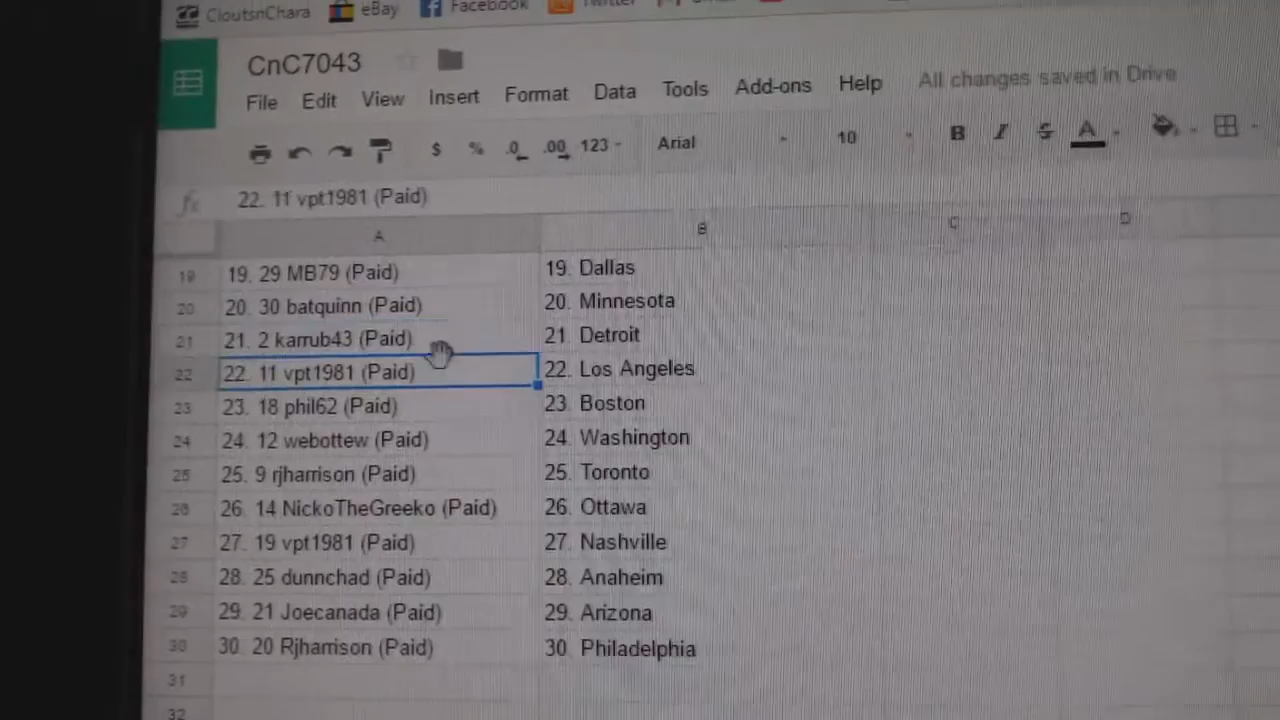 CloutsnChara eBay Facebook Twitter
CnC7043
File Edit View Insert Format Data Tools Add-ons Help All changes saved in Drive
$ % .0 .00 123 Arial 10 B I S A
fx 22. 11 vpt1981 (Paid)
A B C D
19 19. 29 MB79 (Paid) 19. Dallas
20 20. 30 batquinn (Paid) 20. Minnesota
21 21. 2 karrub43 (Paid) 21. Detroit
22 22. 11 vpt1981 (Paid) 22. Los Angeles
23 23. 18 phil62 (Paid) 23. Boston
24 24. 12 webottew (Paid) 24. Washington
25 25. 9 rjharrison (Paid) 25. Toronto
26 26. 14 NickoTheGreeko (Paid) 26. Ottawa
27 27. 19 vpt1981 (Paid) 27. Nashville
28 28. 25 dunnchad (Paid) 28. Anaheim
29 29. 21 Joecanada (Paid) 29. Arizona
30 30. 20 Rjharrison (Paid) 30. Philadelphia
31
32